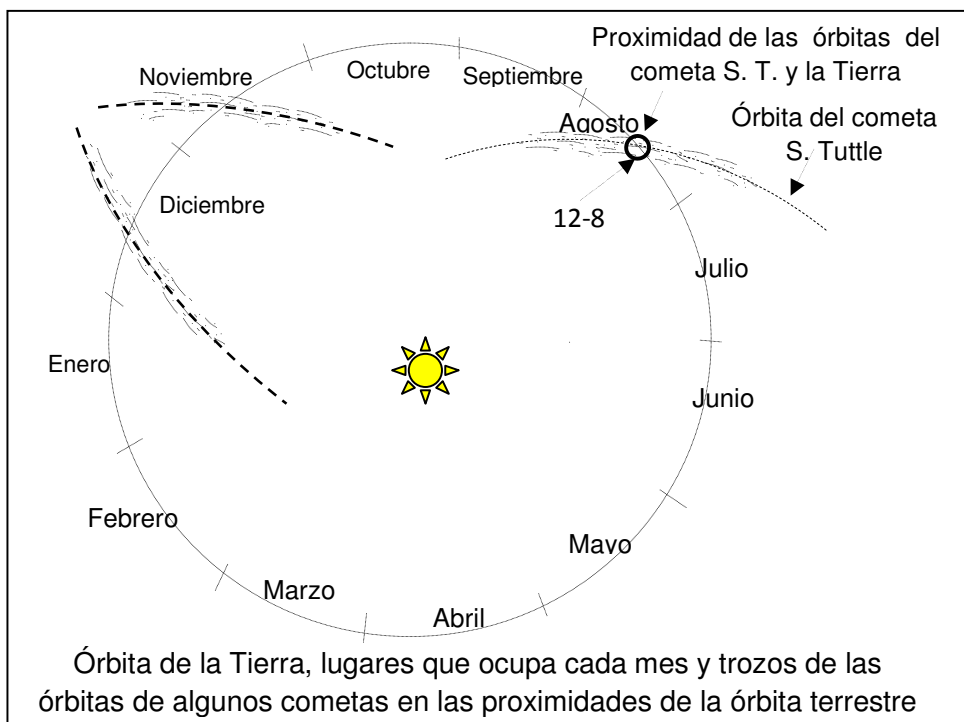 Proximidad de las órbitas del
cometa S. T. y la Tierra
Octubre
Noviembre
Septiembre
Agosto
Órbita del cometa
S. Tuttle
Diciembre
12-8
Julio
Enero
Junio
Febrero
Mayo
Marzo
Abril
Órbita de la Tierra, lugares que ocupa cada mes y trozos de las
órbitas de algunos cometas en las proximidades de la órbita terrestre